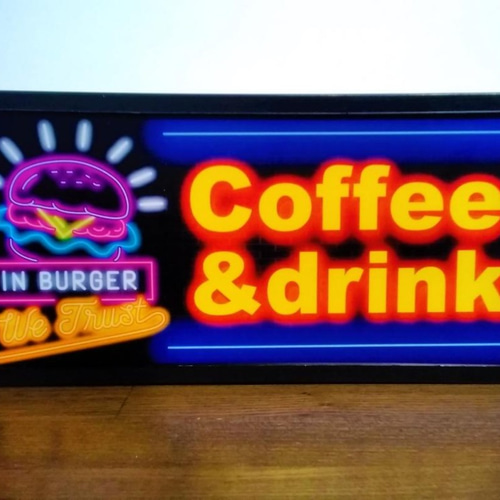 IN BURGER
We Trust
Coffee
&drink